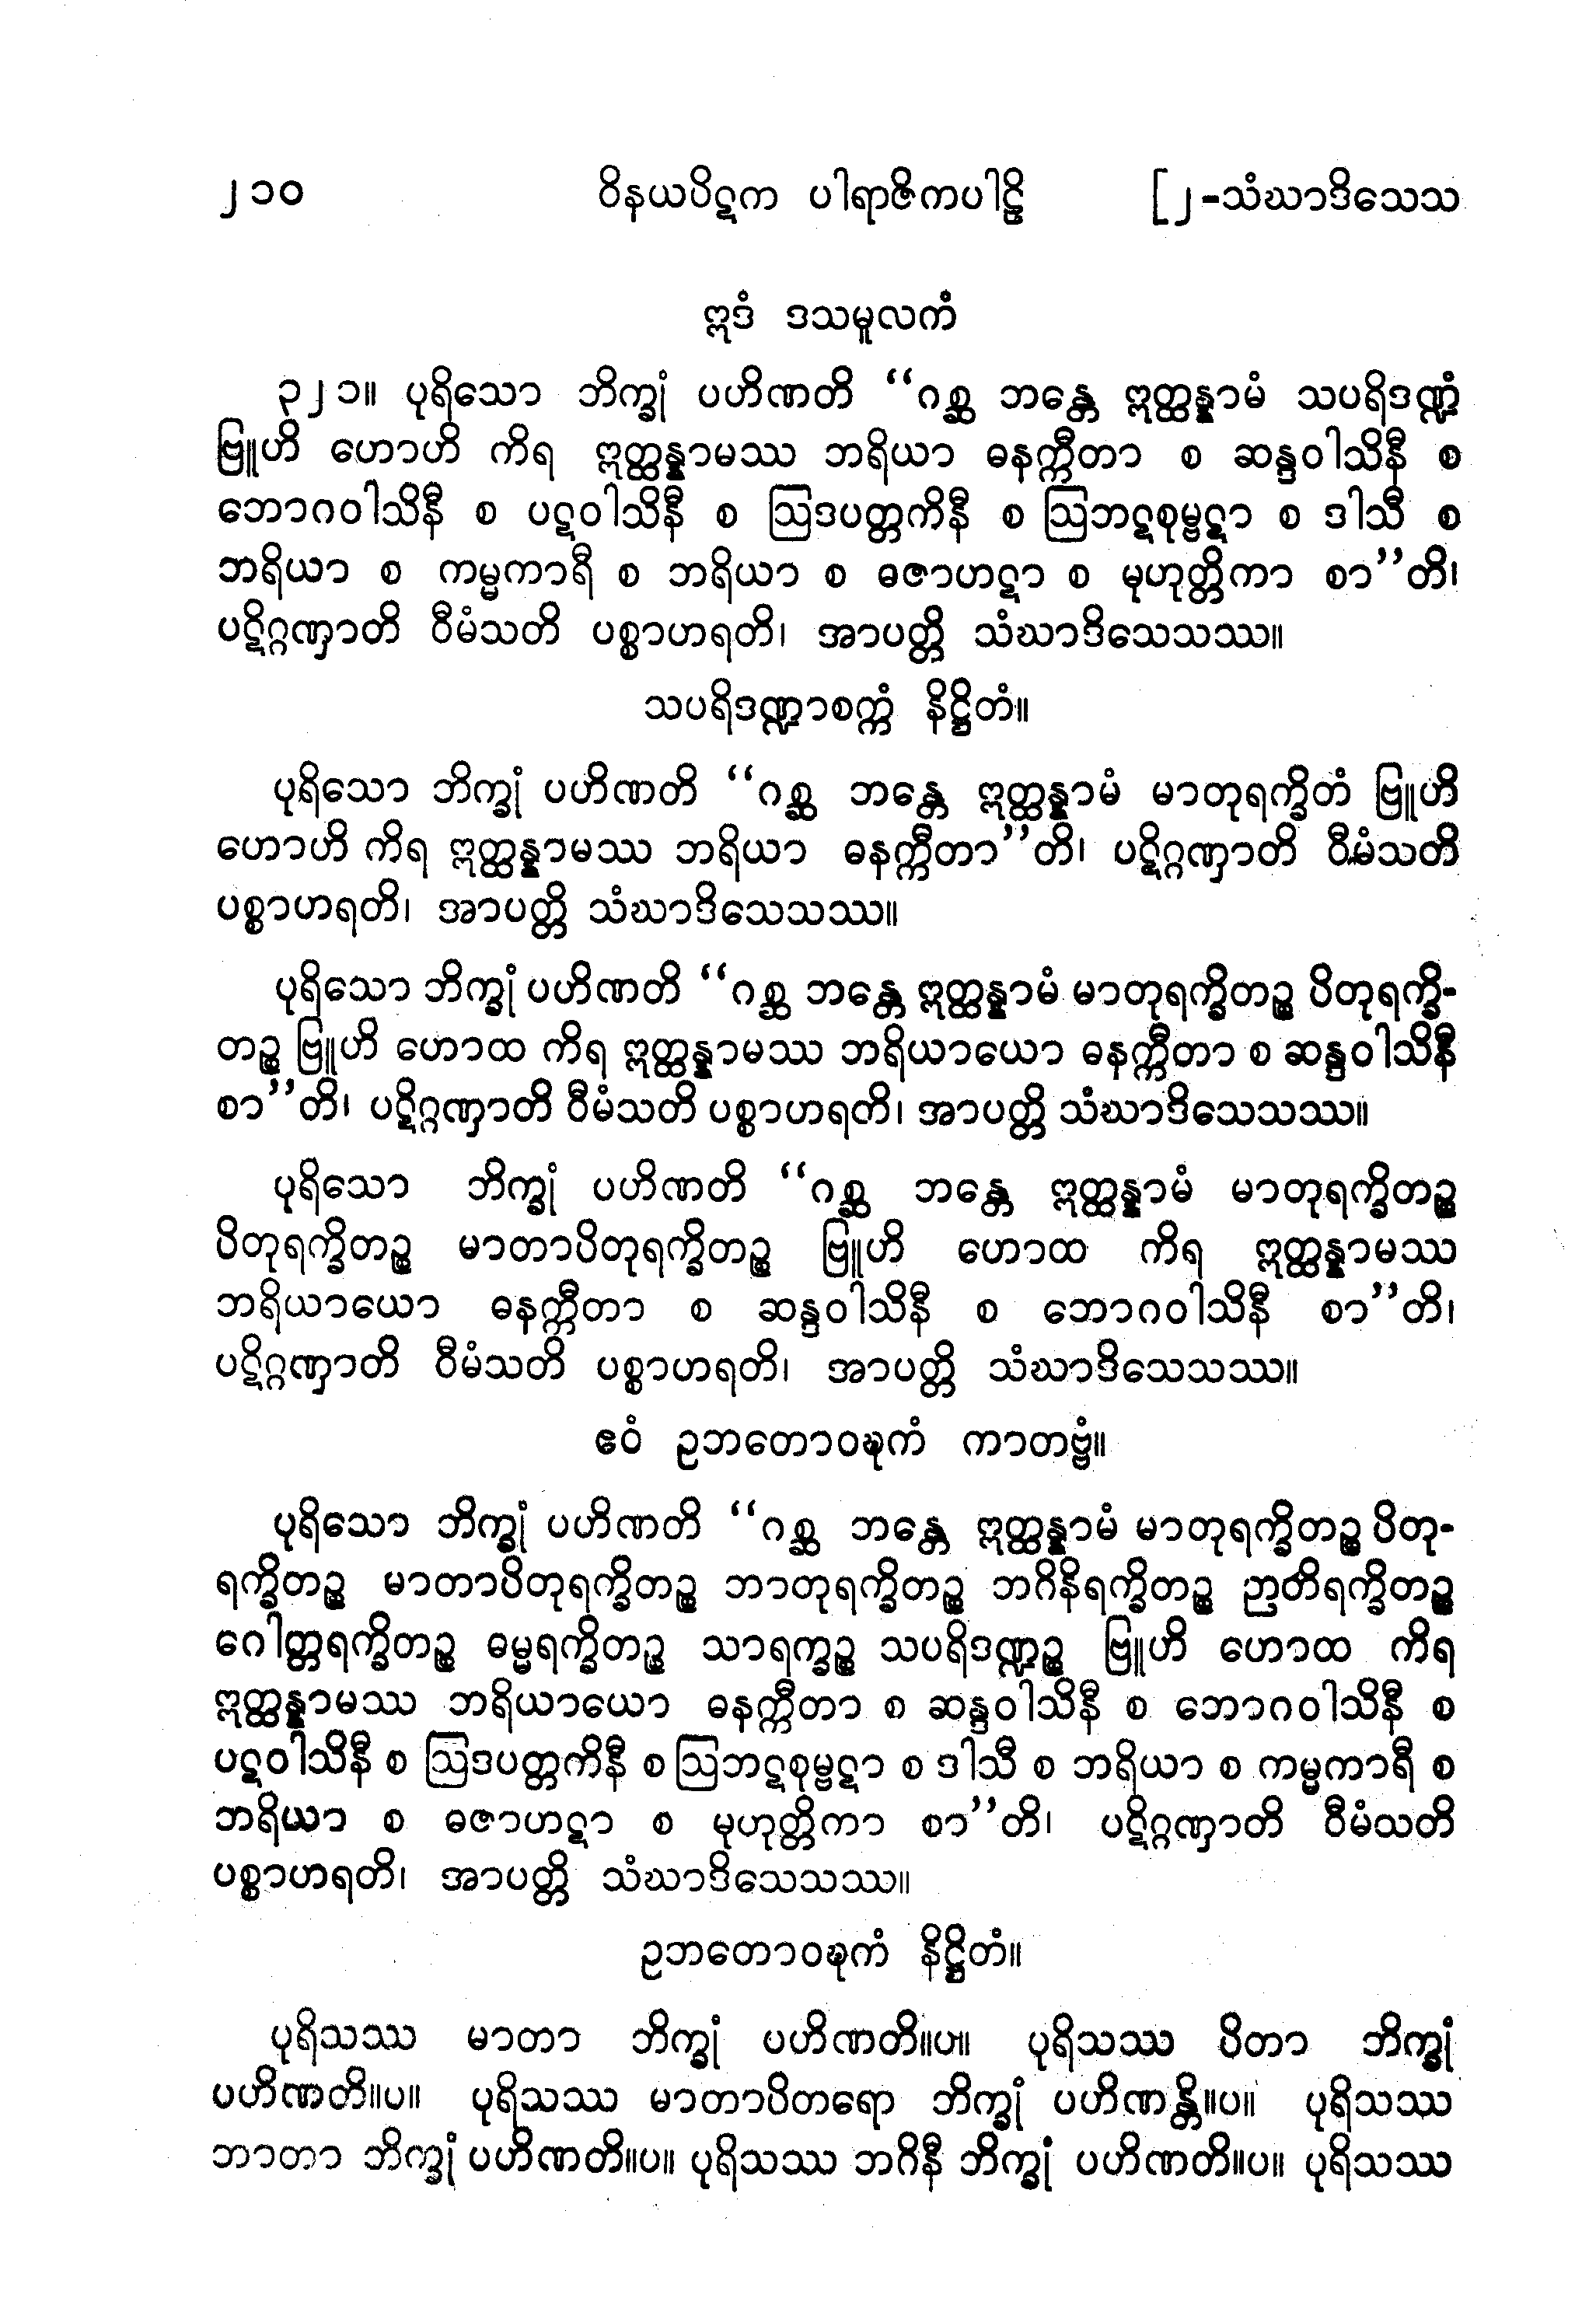 ၂၁၀ ဝိနယပိဋက ပါရာဇိကပါဠိ [၂-သံဃာဒိသေသ
ဣဒံ ဒသမူလကံ
၃၂၁။ ပုရိသော ဘိက္ခုံ ပဟိဏတိ “ဂစ္ဆ ဘန္တေ ဣတ္ထန္နာမံ သပရိဒဏ္ဍံ
ဗြူဟိ ဟောဟိ ကိရ ဣတ္ထန္နာမဿ ဘရိယာ ဓနက္ကီတာ စ ဆန္ဒဝါသိနီ စ
ဘောဂဝါသိနီ စ ပဋဝါသိနီ စ ဩဒပတ္တကိနီ စ ဩဘဋစုမ္ဗဋာ စ ဒါသီ စ
ဘရိယာ စ ကမ္မကာရီ စ ဘရိယာ စ ဓဇာဟဋာ စ မုဟုတ္တိကာ စာ”တိ၊
ပဋိဂ္ဂဏှာတိ ဝီမံသတိ ပစ္စာဟရတိ၊ အာပတ္တိ သံဃာဒိသေသဿ။
သပရိဒဏ္ဍာစက္ကံ နိဋ္ဌိတံ။
ပုရိသော ဘိက္ခုံ ပဟိဏတိ “ဂစ္ဆ ဘန္တေ ဣတ္ထန္နာမံ မာတုရက္ခိတံ ဗြူဟိ
ဟောဟိ ကိရ ဣတ္ထန္နာမဿ ဘရိယာ ဓနက္ကီတာ”တိ၊ ပဋိဂ္ဂဏှာတိ ဝီမံသတိ
ပစ္စာဟရတိ၊ အာပတ္တိ သံဃာဒိသေသဿ။
ပုရိသော ဘိက္ခုံ ပဟိဏတိ “ဂစ္ဆ ဘန္တေ ဣတ္ထန္နာမံ မာတုရက္ခိတဉ္စ ပိတုရက္ခိ-
တဉ္စ ဗြူဟိ ဟောထ ကိရ ဣတ္ထန္နာမဿ ဘရိယာယော ဓနက္ကီတာ စ ဆန္ဒဝါသိနီ
စာ”တိ၊ ပဋိဂ္ဂဏှာတိ ဝီမံသတိ ပစ္စာဟရတိ၊ အာပတ္တိ သံဃာဒိသေသဿ။
ပုရိသော ဘိက္ခုံ ပဟိဏတိ “ဂစ္ဆ ဘန္တေ ဣတ္ထန္နာမံ မာတုရက္ခိတဉ္စ
ပိတုရက္ခိတဉ္စ မာတာပိတုရက္ခိတဉ္စ ဗြူဟိ ဟောထ ကိရ ဣတ္ထန္နာမဿ
ဘရိယာယော ဓနက္ကီတာ စ ဆန္ဒဝါသိနီ စ ဘောဂဝါသိနီ စာ”တိ၊
ပဋိဂ္ဂဏှာတိ ဝီမံသတိ ပစ္စာဟရတိ၊ အာပတ္တိ သံဃာဒိသေသဿ။
ဧဝံ ဥဘတောဝဍ္ဎကံ ကာတဗ္ဗံ။
ပုရိသော ဘိက္ခုံ ပဟိဏတိ “ဂစ္ဆ ဘန္တေ ဣတ္ထန္နာမံ မာတုရက္ခိတဉ္စ ပိတု-
ရက္ခိတဉ္စ မာတာပိတုရက္ခိတဉ္စ ဘာတုရက္ခိတဉ္စ ဘဂိနိရက္ခိတဉ္စ ဉာတိရက္ခိတဉ္စ
ဂေါတ္တရက္ခိတဉ္စ ဓမ္မရက္ခိတဉ္စ သာရက္ခဉ္စ သပရိဒဏ္ဍဉ္စ ဗြူဟိ ဟောထ ကိရ
ဣတ္ထန္နာမဿ ဘရိယာယော ဓနက္ကီတာ စ ဆန္ဒဝါသိနီ စ ဘောဂဝါသိနီ စ
ပဋဝါသိနီ စ ဩဒပတ္တကိနီ စ ဩဘဋစုမ္ဗဋာ စ ဒါသီ စ ဘရိယာ စ ကမ္မကာရီ စ
ဘရိယာ စ ဓဇာဟဋာ စ မုဟုတ္တိကာ စာ”တိ၊ ပဋိဂ္ဂဏှာတိ ဝီမံသတိ
ပစ္စာဟရတိ၊ အာပတ္တိ သံဃာဒိသေသဿ။
ဥဘတောဝဍ္ဎကံ နိဋ္ဌိတံ။
ပုရိသဿ မာတာ ဘိက္ခုံ ပဟိဏတိ။ပ။ ပုရိသဿ ပိတာ ဘိက္ခုံ
ပဟိဏတိ။ပ။ ပုရိသဿ မာတာပိတရော ဘိက္ခုံ ပဟိဏန္တိ။ပ။ ပုရိသဿ
ဘာတာ ဘိက္ခုံ ပဟိဏတိ။ပ။ ပုရိသဿ ဘဂိနီ ဘိက္ခုံ ပဟိဏတိ။ပ။ ပုရိသဿ